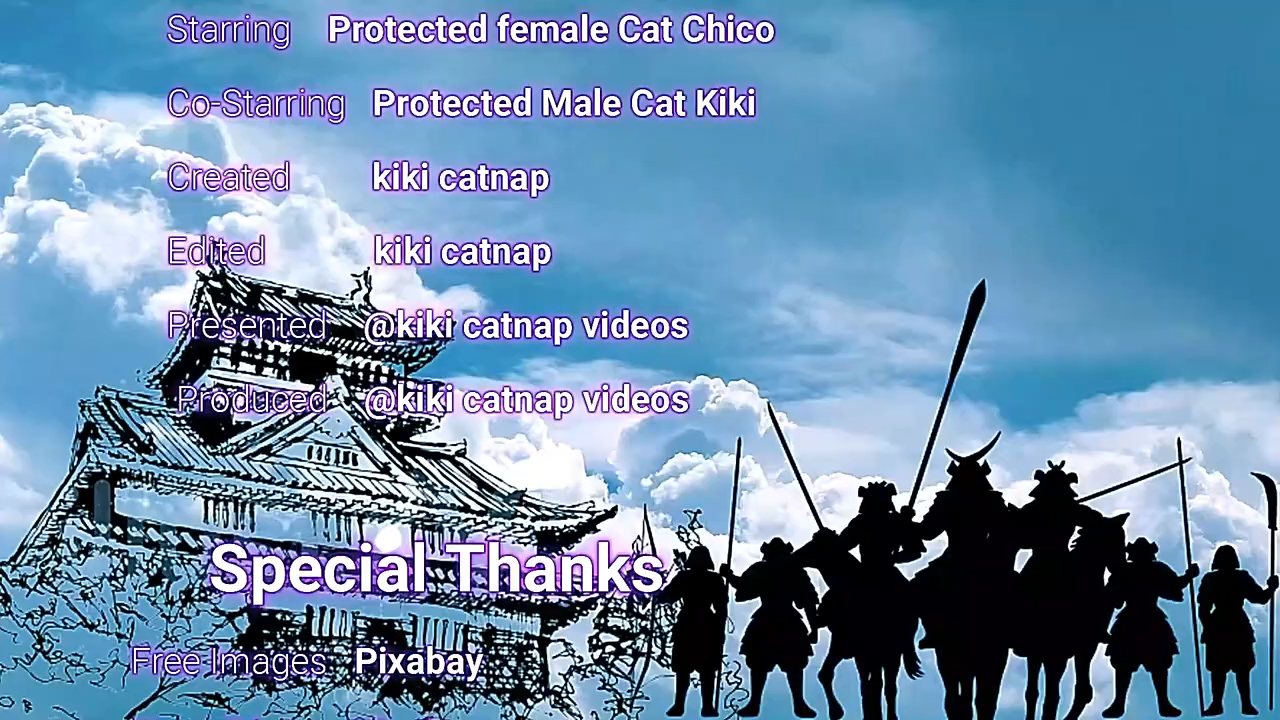 Starring Protected female Cat Chico
Co-Starring Protected Male Cat Kiki
Created kiki catnap
Edited kiki catnap
Presented @kiki catnap videos
Produced @kiki catnap videos
Special Thanks
Free Images Pixabay